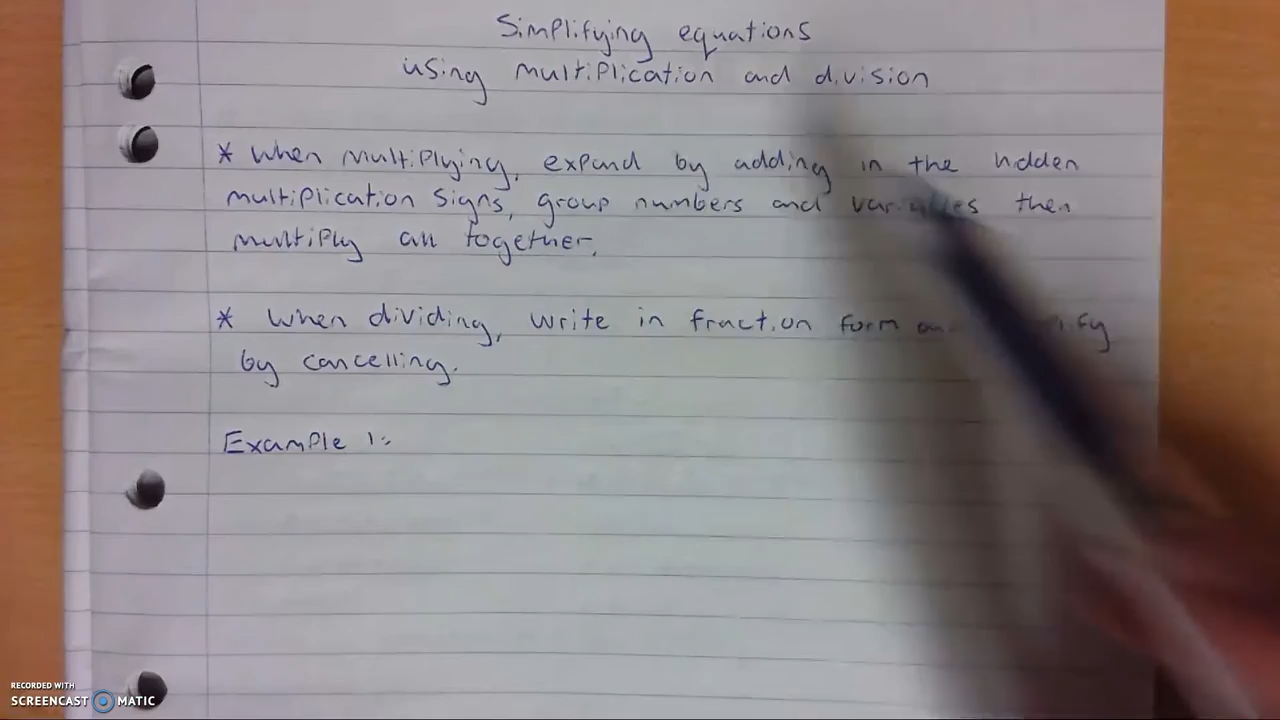 Simplifying equations
using multiplication and division
* When multiplying, expand by adding in the hidden
multiplication signs, group numbers and variables then
multiply all together.
* When dividing, write in fraction form
by cancelling.
Example 1:
RECORDED WITH
SCREENCAST MATIC